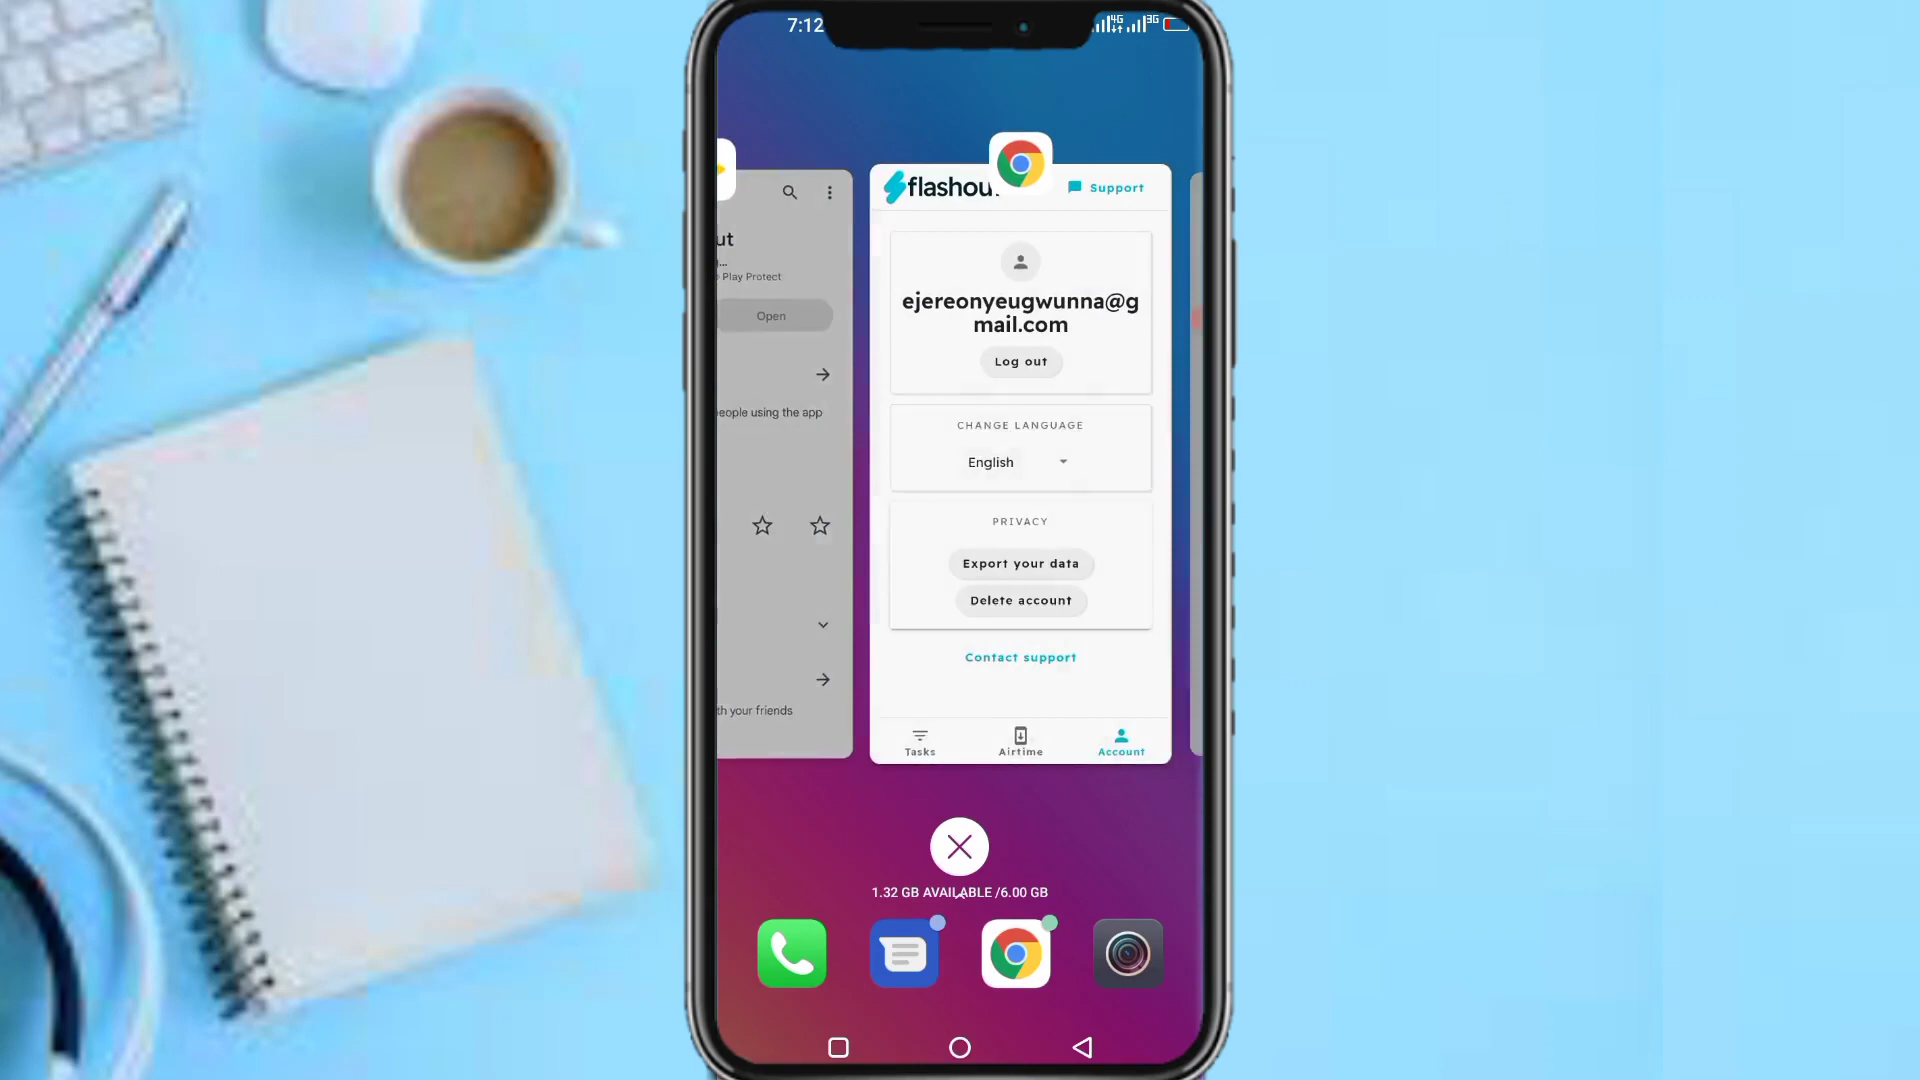 7:12
4G
3G
flashou
Support
ut
Play Protect
Open
eople using the app
th your friends
ejereonyeugwunna@g
mail.com
Log out
CHANGE LANGUAGE
English
PRIVACY
Export your data
Delete account
Contact support
Tasks
Airtime
Account
1.32 GB AVAILABLE /6.00 GB